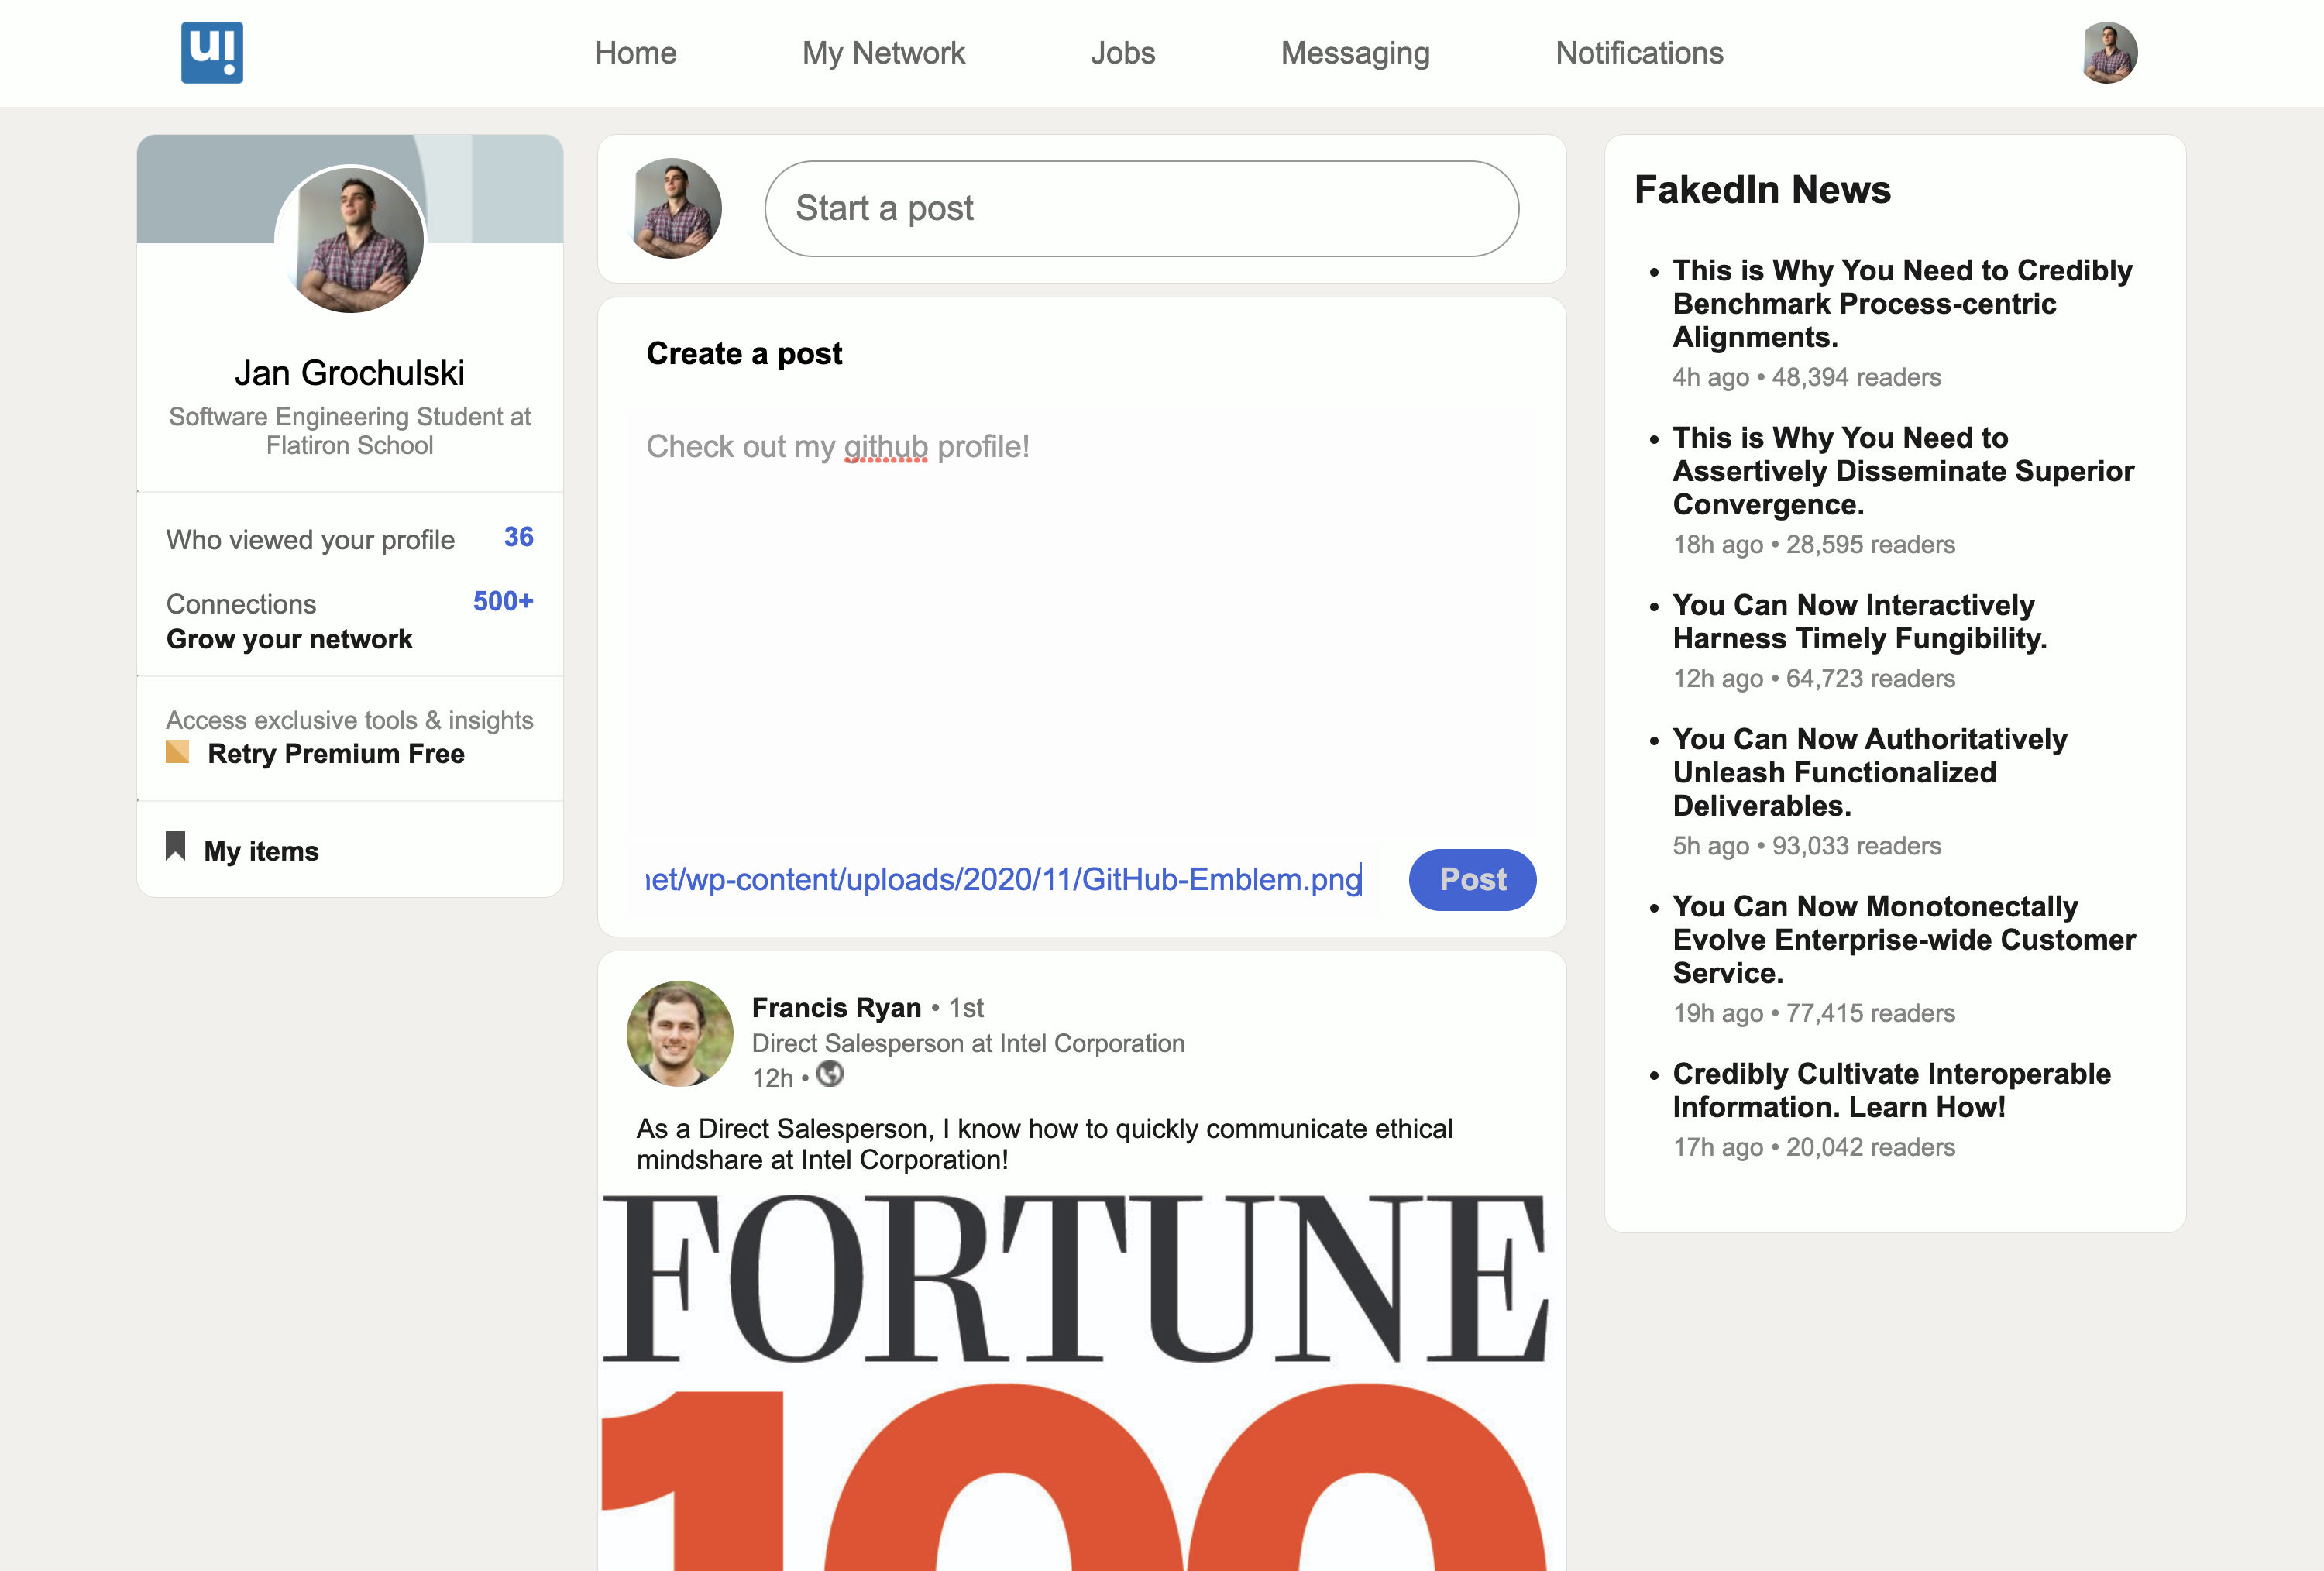 Home
My Network
Jobs
Messaging
Notifications
Jan Grochulski
Software Engineering Student at
Flatiron School
Who viewed your profile
36
Connections
500+
Grow your network
Access exclusive tools & insights
Retry Premium Free
My items
Start a post
Create a post
Check out my github profile!
net/wp-content/uploads/2020/11/GitHub-Emblem.png
Post
Francis Ryan • 1st
Direct Salesperson at Intel Corporation
12h •
As a Direct Salesperson, I know how to quickly communicate ethical
mindshare at Intel Corporation!
FORTUNE
100
FakedIn News
• This is Why You Need to Credibly
Benchmark Process-centric
Alignments.
4h ago • 48,394 readers
• This is Why You Need to
Assertively Disseminate Superior
Convergence.
18h ago • 28,595 readers
• You Can Now Interactively
Harness Timely Fungibility.
12h ago • 64,723 readers
• You Can Now Authoritatively
Unleash Functionalized
Deliverables.
5h ago • 93,033 readers
• You Can Now Monotonectally
Evolve Enterprise-wide Customer
Service.
19h ago • 77,415 readers
• Credibly Cultivate Interoperable
Information. Learn How!
17h ago • 20,042 readers